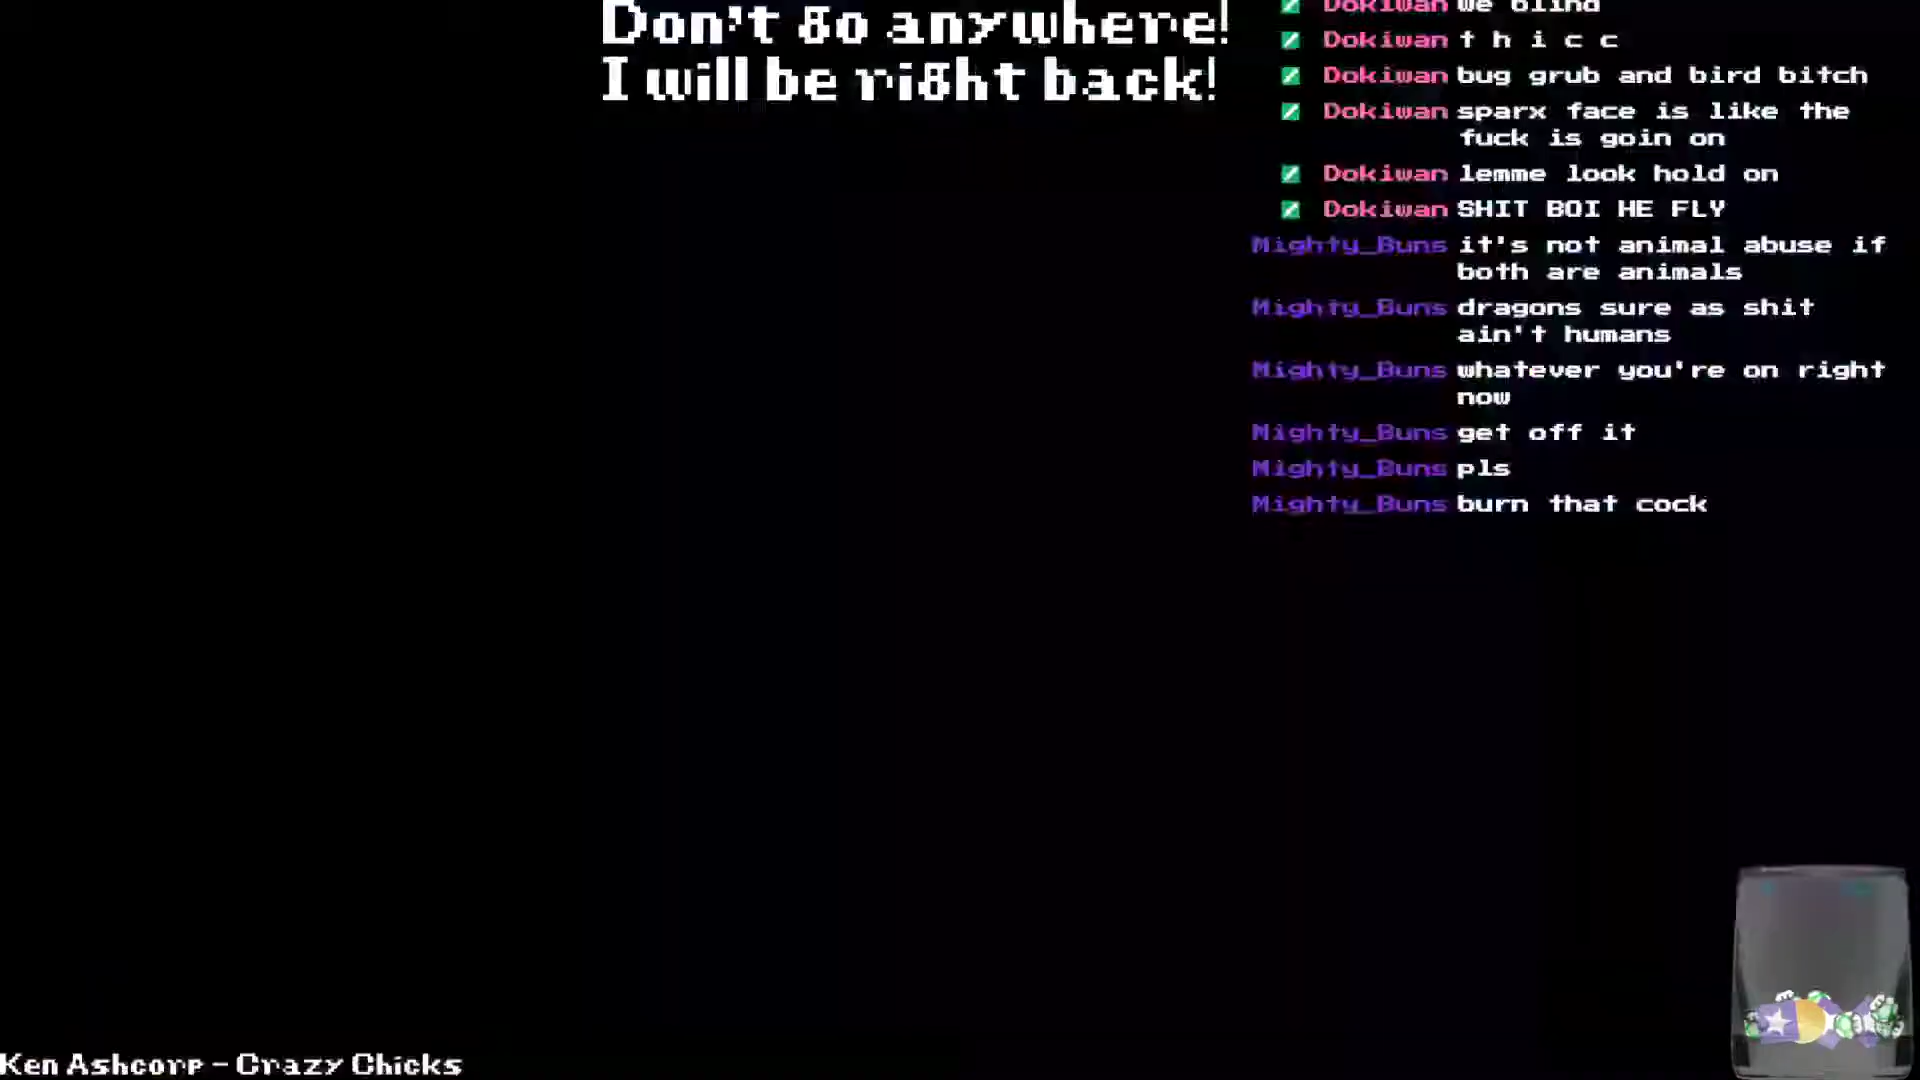 Don't go anywhere!
I will be right back!
Dokiwan we blind
Dokiwan t h i c c
Dokiwan bug grub and bird bitch
Dokiwan sparx face is like the
fuck is goin on
Dokiwan lemme look hold on
Dokiwan SHIT BOI HE FLY
Mighty_Buns it's not animal abuse if
both are animals
Mighty_Buns dragons sure as shit
ain't humans
Mighty_Buns whatever you're on right
now
Mighty_Buns get off it
Mighty_Buns pls
Mighty_Buns burn that cock
Ken Ashcorp - Crazy Chicks